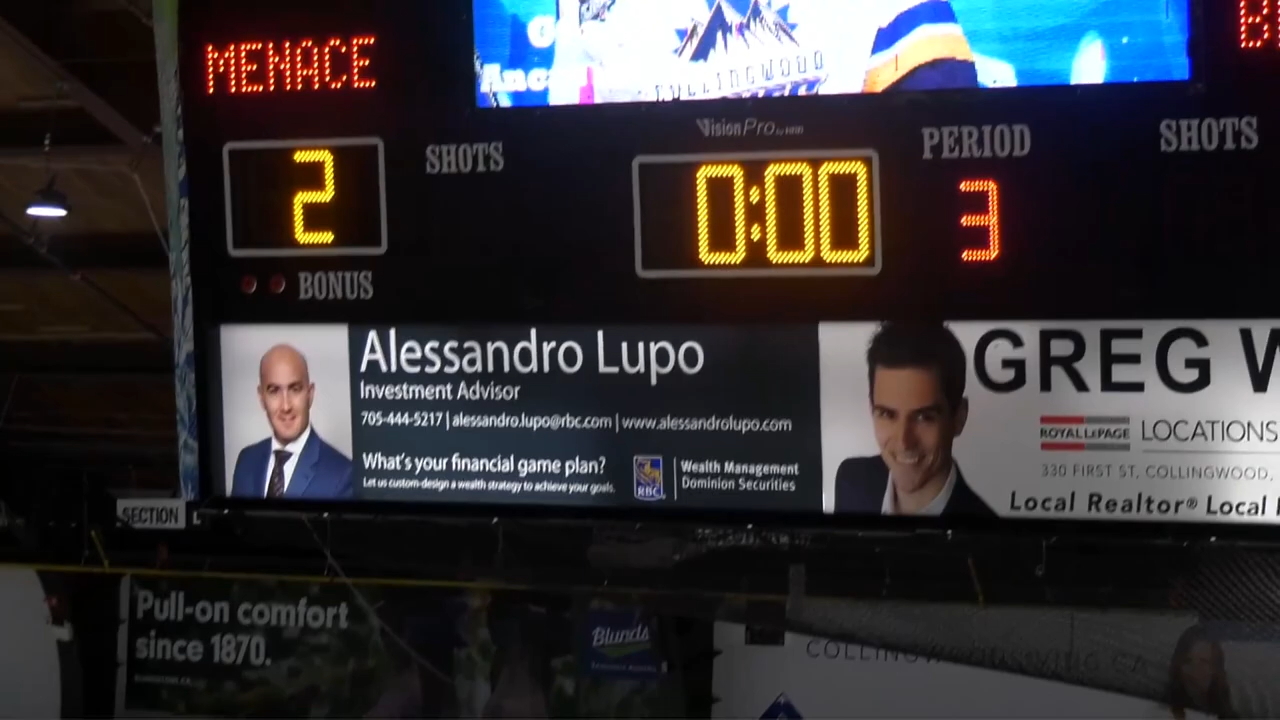 MENACE
COLLINGWOOD
VisionPro
PERIOD
SHOTS
SHOTS
2
0:00
3
BONUS
Alessandro Lupo
Investment Advisor
705-444-5217 | alessandro.lupo@rbc.com | www.alessandrolupo.com
What's your financial game plan?
Let us custom-design a wealth strategy to achieve your goals.
RBC
Wealth Management
Dominion Securities
GREG W
ROYAL LEPAGE
LOCATIONS
330 FIRST ST, COLLINGWOOD,
Local Realtor® Local
SECTION
Pull-on comfort
since 1870.
Blunds
COLLINGWOODLIVING.CA